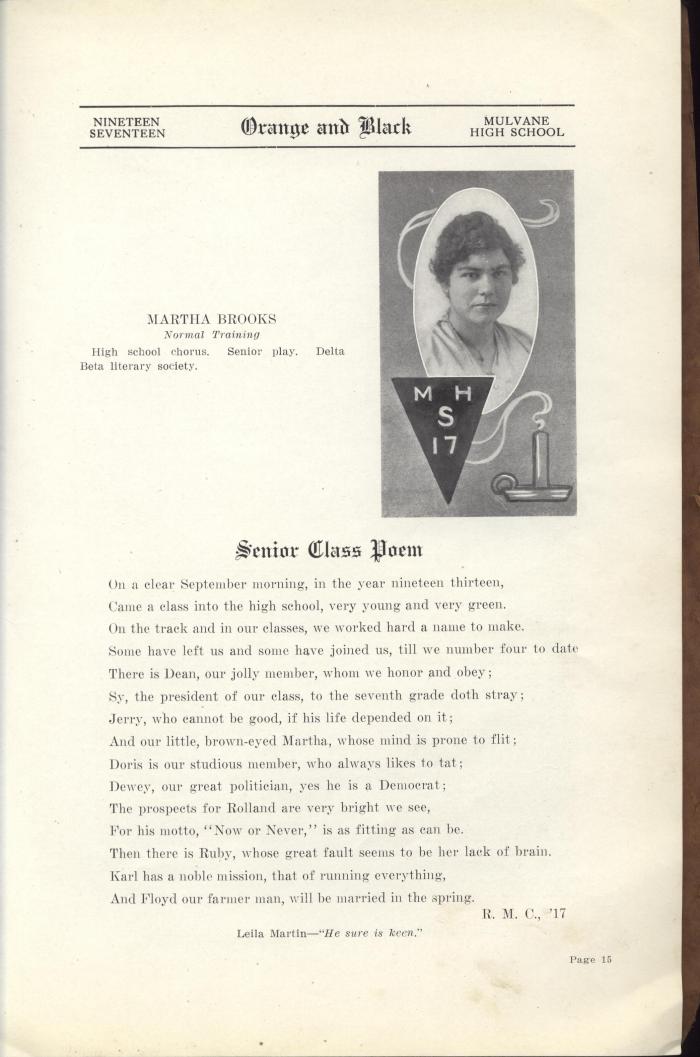 NINETEEN
SEVENTEEN
Orange and Black
MULVANE
HIGH SCHOOL
MARTHA BROOKS
Normal Training
High school chorus. Senior play. Delta
Beta literary society.
M H
S
17
Senior Class Poem
On a clear September morning, in the year nineteen thirteen,
Came a class into the high school, very young and very green.
On the track and in our classes, we worked hard a name to make.
Some have left us and some have joined us, till we number four to date
There is Dean, our jolly member, whom we honor and obey;
Sy, the president of our class, to the seventh grade doth stray;
Jerry, who cannot be good, if his life depended on it;
And our little, brown-eyed Martha, whose mind is prone to flit;
Doris is our studious member, who always likes to tat;
Dewey, our great politician, yes he is a Democrat;
The prospects for Rolland are very bright we see,
For his motto, "Now or Never," is as fitting as can be.
Then there is Ruby, whose great fault seems to be her lack of brain.
Karl has a noble mission, that of running everything,
And Floyd our farmer man, will be married in the spring.
R. M. C., '17
Leila Martin—"He sure is keen."
Page 15